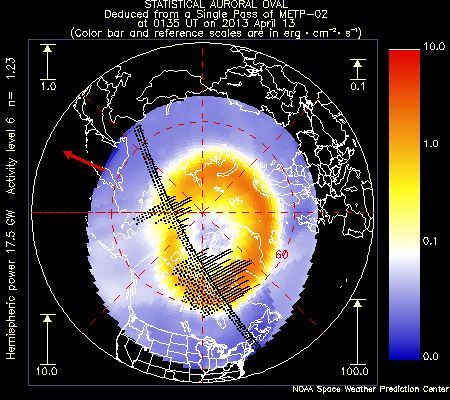 STATISTICAL AURORAL OVAL
Deduced from a Single Pass of METP-02
at 0135 UT on 2013 April 13
(Color bar and reference scales are in erg · cm⁻² · s⁻¹)
1.0
0.1
10.0
100.0
60
Hemispheric power 17.5 GW Activity level 6 n= 1.23
10.0
1.0
0.1
0.0
NOAA Space Weather Prediction Center